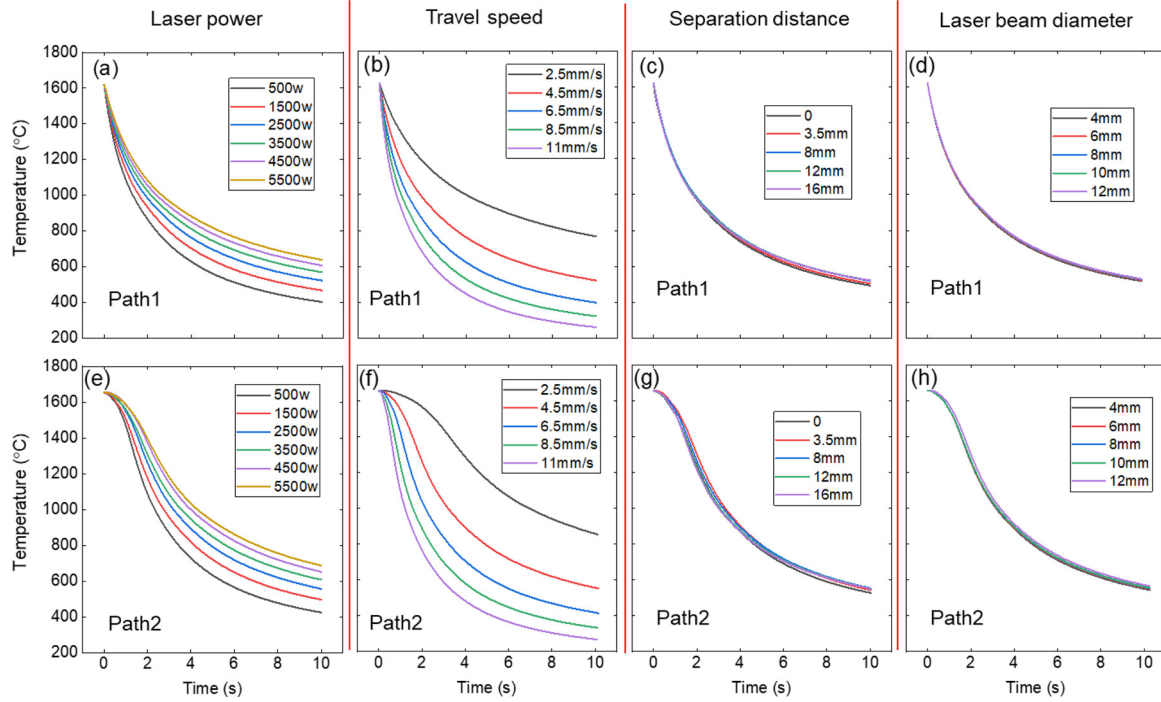 Laser power
Travel speed
Separation distance
Laser beam diameter
1800
1600
1400
1200
1000
800
600
400
200
Temperature (°C)
(a)
500w
1500w
2500w
3500w
4500w
5500w
Path1
(b)
2.5mm/s
4.5mm/s
6.5mm/s
8.5mm/s
11mm/s
Path1
(c)
0
3.5mm
8mm
12mm
16mm
Path1
(d)
4mm
6mm
8mm
10mm
12mm
Path1
1800
1600
1400
1200
1000
800
600
400
200
Temperature (°C)
(e)
500w
1500w
2500w
3500w
4500w
5500w
Path2
0 2 4 6 8 10
Time (s)
(f)
2.5mm/s
4.5mm/s
6.5mm/s
8.5mm/s
11mm/s
Path2
0 2 4 6 8 10
Time (s)
(g)
0
3.5mm
8mm
12mm
16mm
Path2
0 2 4 6 8 10
Time (s)
(h)
4mm
6mm
8mm
10mm
12mm
Path2
0 2 4 6 8 10
Time (s)